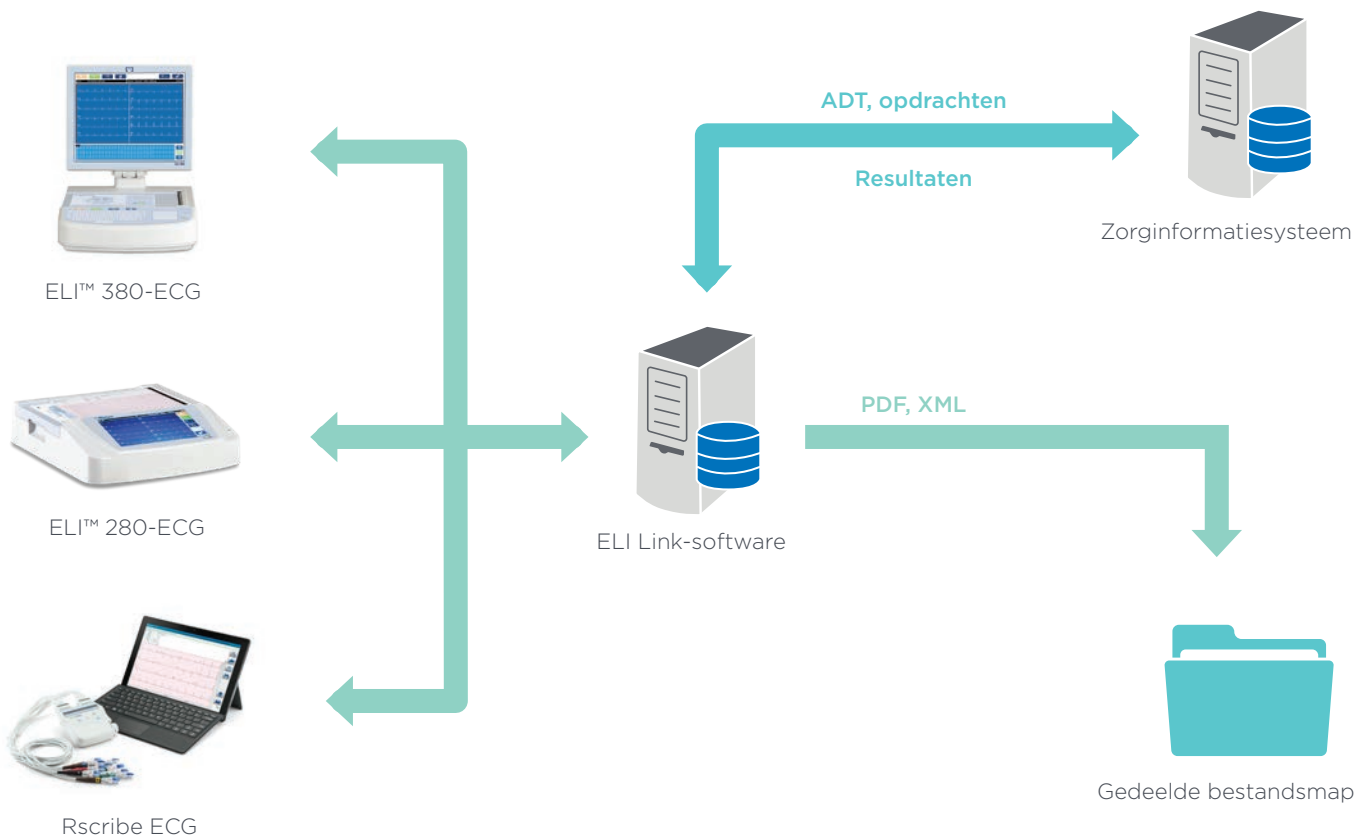 ADT, opdrachten
Resultaten
Zorginformatiesysteem
ELI™ 380-ECG
PDF, XML
ELI™ 280-ECG
ELI Link-software
Gedeelde bestandsmap
Rscribe ECG